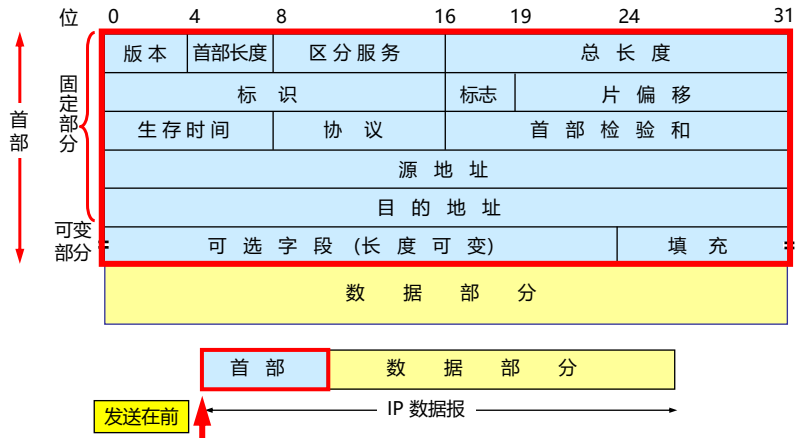 位 0 4 8 16 19 24 31
版本 首部长度 区分服务 总长度
标识 标志 片偏移
生存时间 协议 首部检验和
源地址
目的地址
可选字段(长度可变) 填充
数据部分
首部
固定部分
可变
部分
首部 数据部分
IP 数据报
发送在前